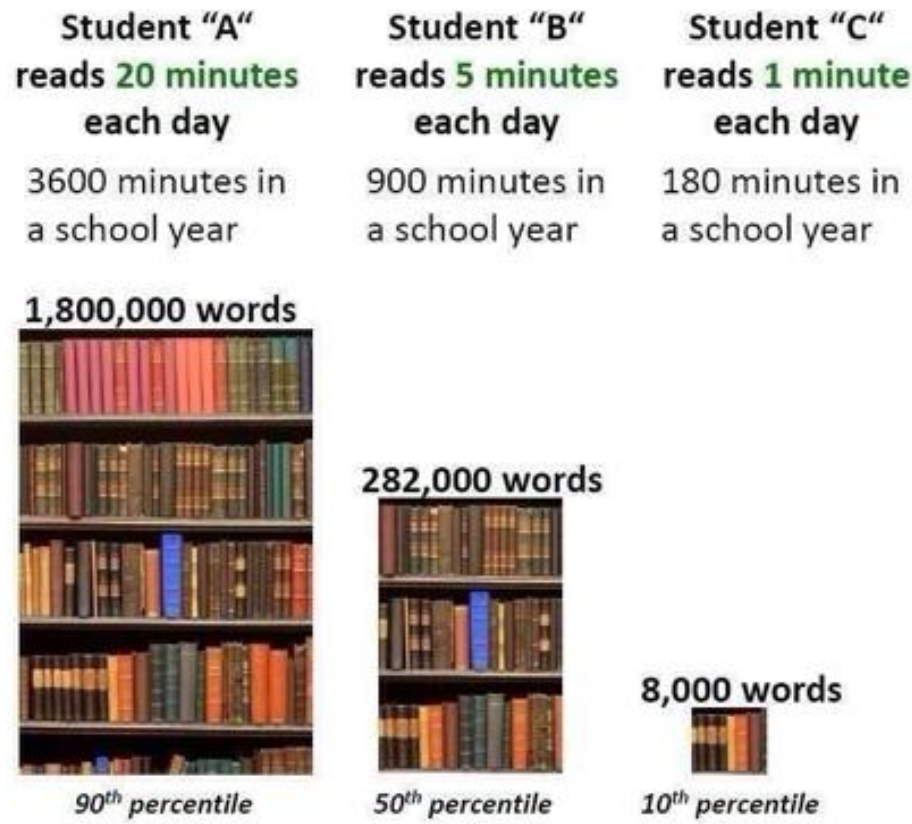 Student “A“
reads 20 minutes
each day
3600 minutes in
a school year
1,800,000 words
90th percentile
Student “B“
reads 5 minutes
each day
900 minutes in
a school year
282,000 words
50th percentile
Student “C“
reads 1 minute
each day
180 minutes in
a school year
8,000 words
10th percentile